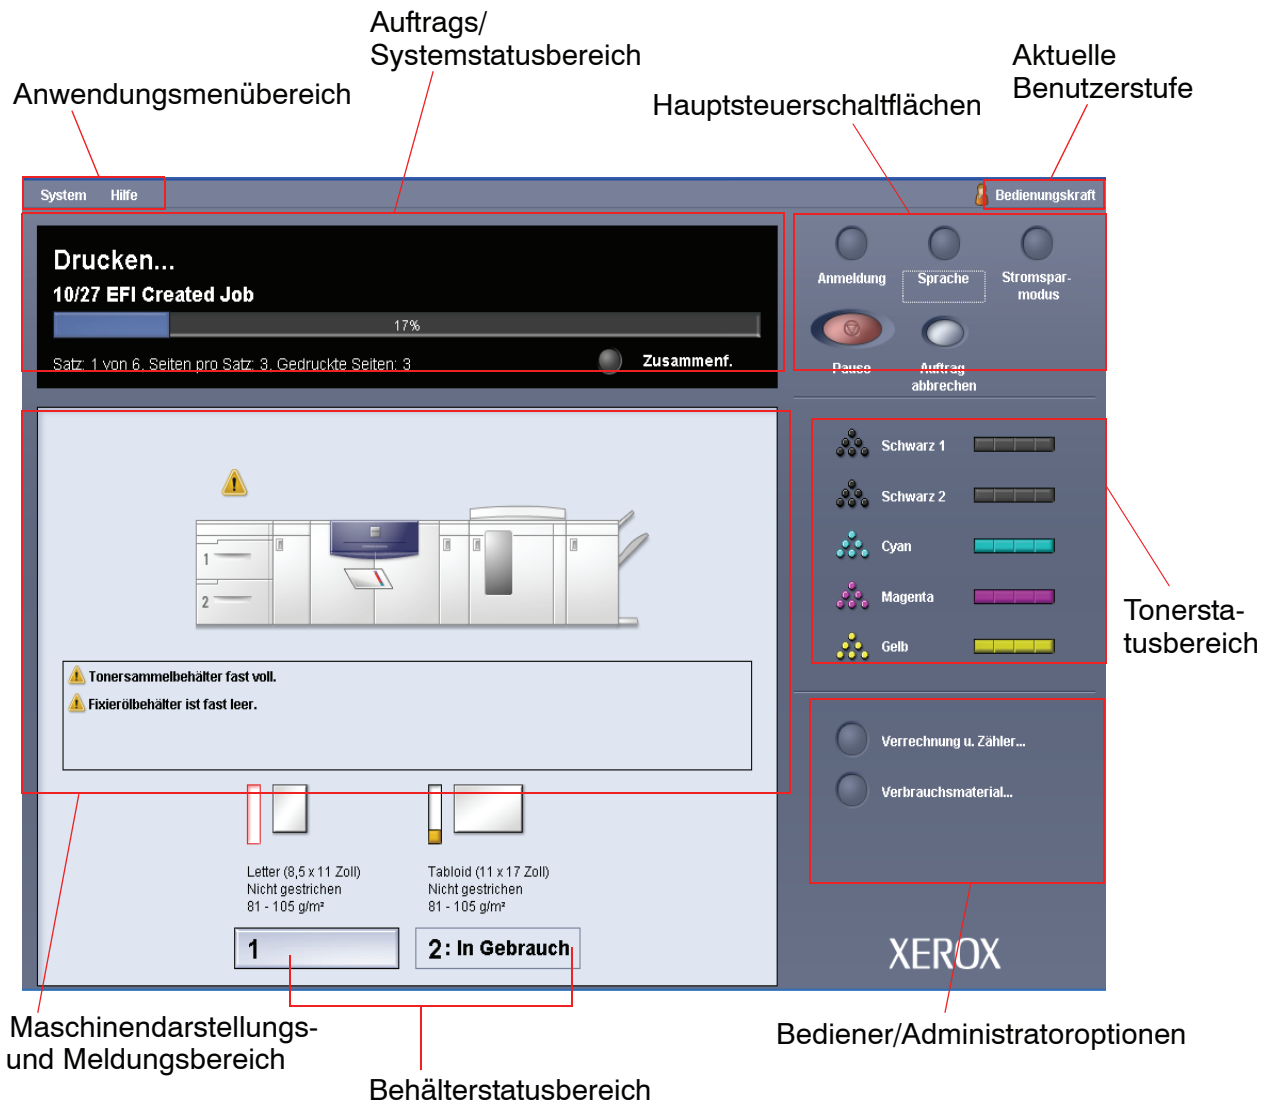 Auftrags/
Systemstatusbereich
Aktuelle
Benutzerstufe
Anwendungsmenübereich
Hauptsteuerschaltflächen
System Hilfe
Bedienungskraft
Drucken...
10/27 EFI Created Job
17%
Satz: 1 von 6. Seiten pro Satz: 3. Gedruckte Seiten: 3
Zusammenf.
Anmeldung
Sprache
Stromspar-
modus
Pause
Auftrag
abbrechen
Schwarz 1
Schwarz 2
Cyan
Magenta
Gelb
Tonersta-
tusbereich
1
2
Tonersammelbehälter fast voll.
Fixierölbehälter ist fast leer.
Verrechnung u. Zähler...
Verbrauchsmaterial...
Letter (8,5 x 11 Zoll)
Nicht gestrichen
81 - 105 g/m²
Tabloid (11 x 17 Zoll)
Nicht gestrichen
81 - 105 g/m²
1
2: In Gebrauch
XEROX
Maschinendarstellungs-
und Meldungsbereich
Bediener/Administratoroptionen
Behälterstatusbereich